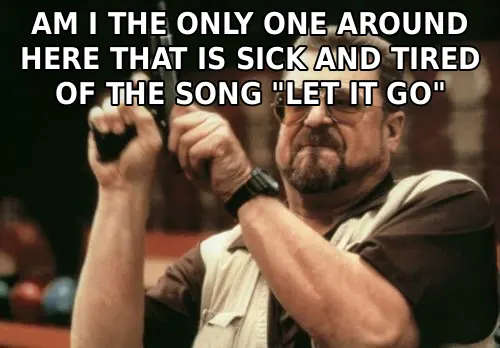 AM I THE ONLY ONE AROUND
HERE THAT IS SICK AND TIRED
OF THE SONG "LET IT GO"